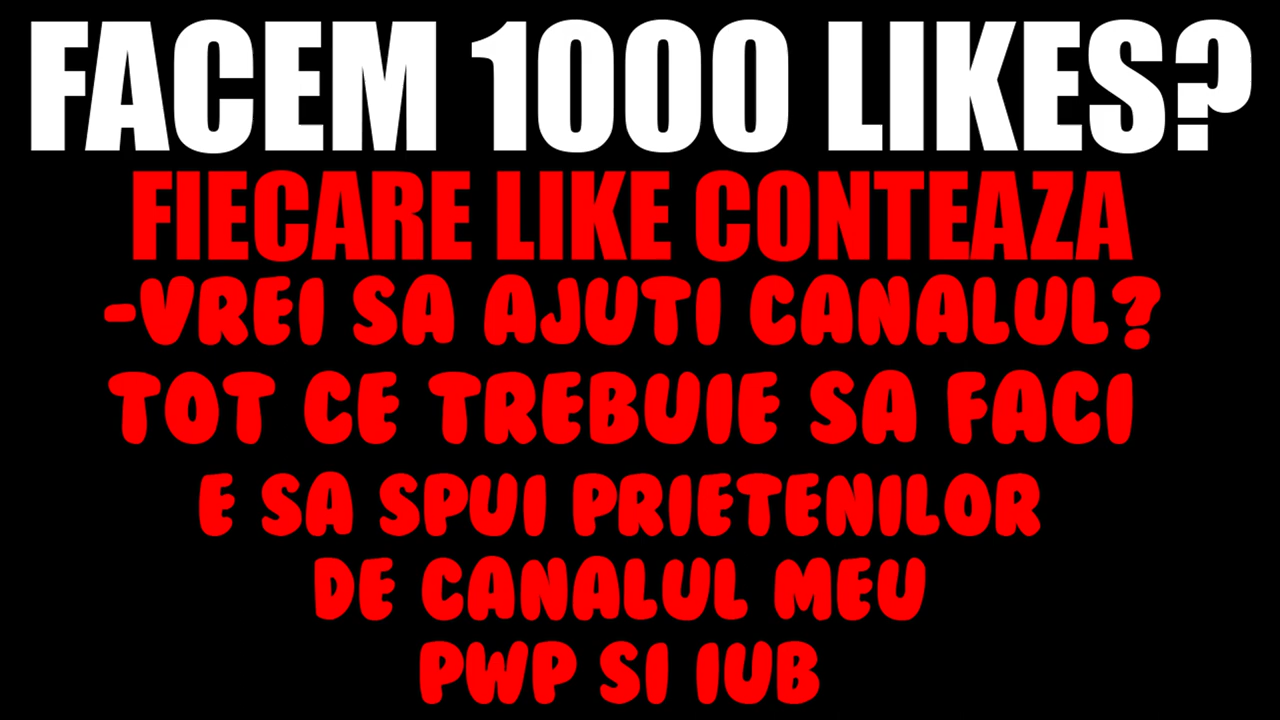 FACEM 1000 LIKES?
FIECARE LIKE CONTEAZA
-VREI SA AJUTI CANALUL?
TOT CE TREBUIE SA FACI
E SA SPUI PRIETENILOR
DE CANALUL MEU
PWP SI IUB